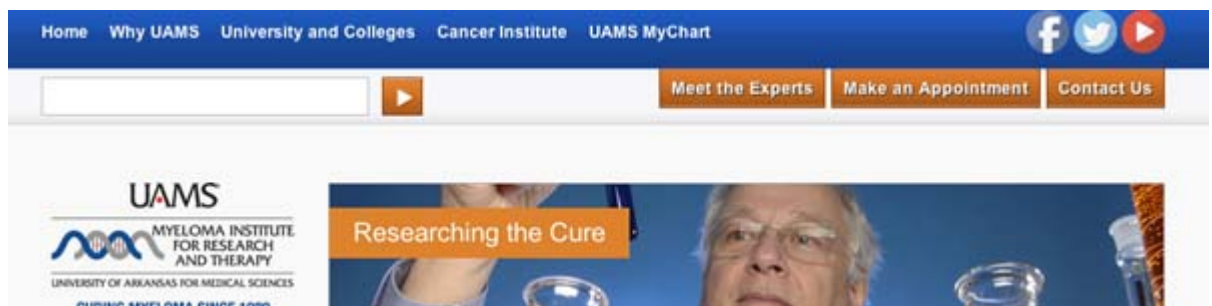 Home Why UAMS University and Colleges Cancer Institute UAMS MyChart
Meet the Experts Make an Appointment Contact Us
UAMS
MYELOMA INSTITUTE
FOR RESEARCH
AND THERAPY
UNIVERSITY OF ARKANSAS FOR MEDICAL SCIENCES
Researching the Cure